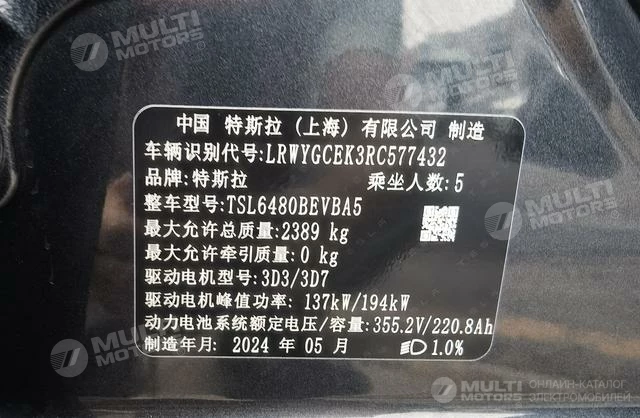 MULTI
MOTORS
MULTI
MOTORS
中国 特斯拉（上海）有限公司 制造
车辆识别代号:LRWYGCEK3RC577432
品牌:特斯拉 乘坐人数:5
整车型号:TSL6480BEVBA5
最大允许总质量:2389 kg
最大允许牵引质量:0 kg
驱动电机型号:3D3/3D7
驱动电机峰值功率: 137kW/194kW
动力电池系统额定电压/容量:355.2V/220.8Ah
制造年月: 2024 年 05 月 1.0%
MULTI
MOTORS
MULTI
MOTORS
ОНЛАЙН-КАТАЛОГ
ЭЛЕКТРОМОБИЛЕЙ